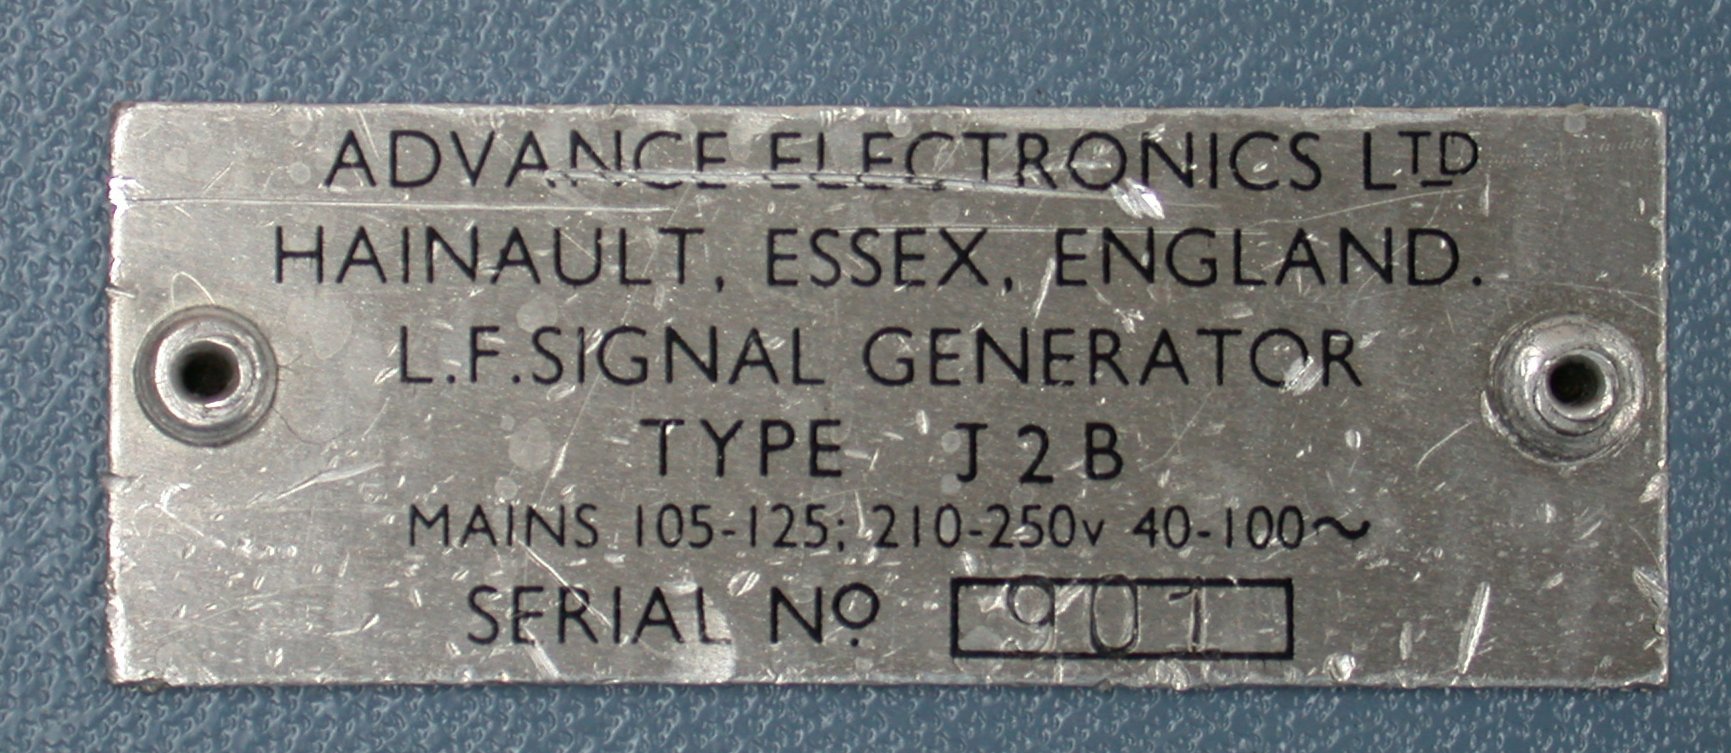 ADVANCE ELECTRONICS LTD
HAINAULT, ESSEX, ENGLAND.
L.F. SIGNAL GENERATOR
TYPE J2B
MAINS 105-125; 210-250v 40-100~
SERIAL Nº 901